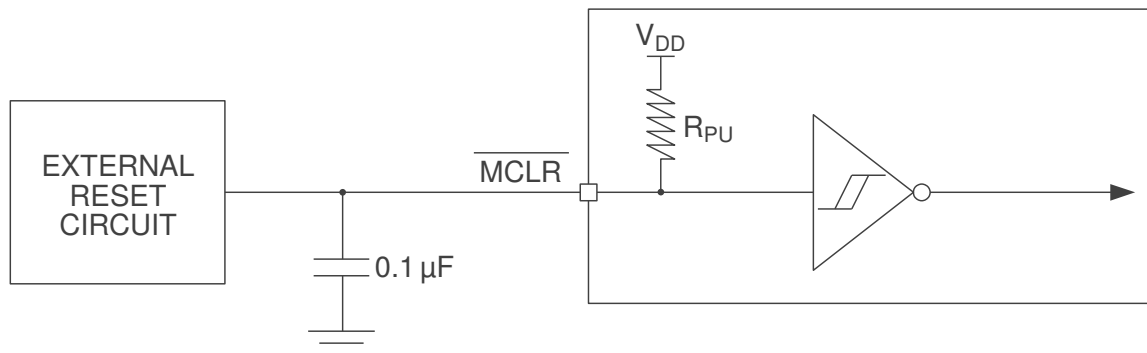 V_DD
R_PU
EXTERNAL
RESET
CIRCUIT
MCLR
0.1 µF